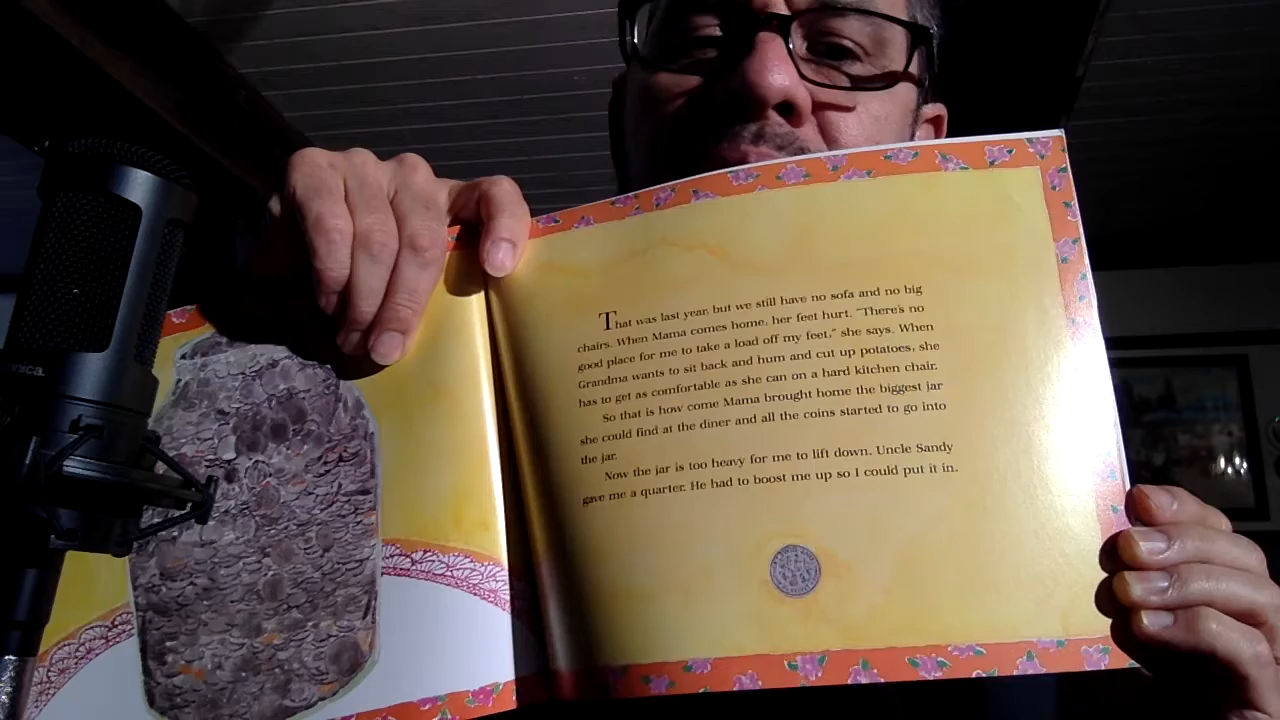 nica.
That was last year, but we still have no sofa and no big
chairs. When Mama comes home, her feet hurt. "There's no
good place for me to take a load off my feet," she says. When
Grandma wants to sit back and hum and cut up potatoes, she
has to get as comfortable as she can on a hard kitchen chair.
So that is how come Mama brought home the biggest jar
she could find at the diner and all the coins started to go into
the jar.
Now the jar is too heavy for me to lift down. Uncle Sandy
gave me a quarter. He had to boost me up so I could put it in.